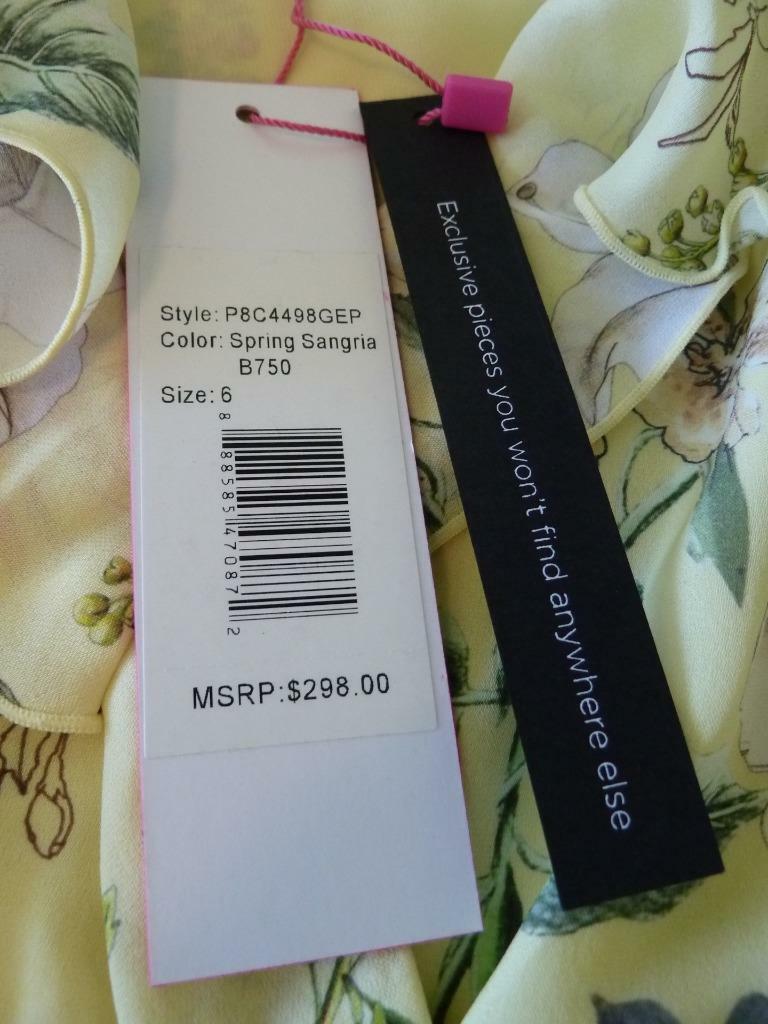 Style: P8C4498GEP
Color: Spring Sangria
B750
Size: 6
8 88585 47087 2
MSRP:$298.00
Exclusive pieces you won't find anywhere else